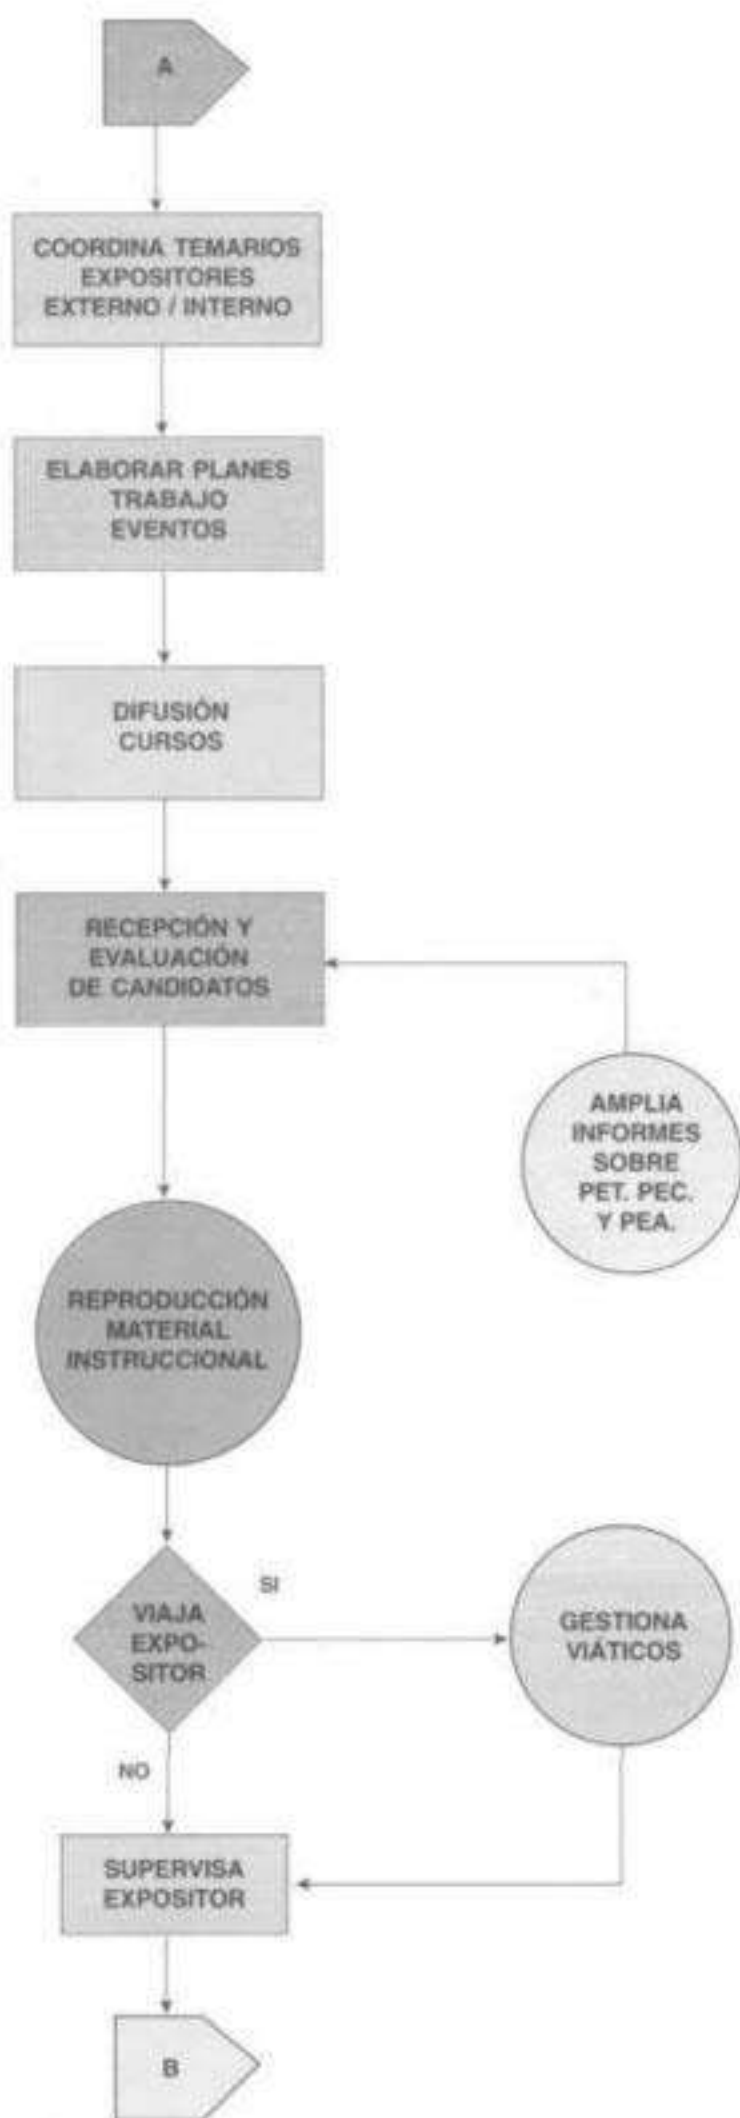 A
COORDINA TEMARIOS
EXPOSITORES
EXTERNO / INTERNO
ELABORAR PLANES
TRABAJO
EVENTOS
DIFUSIÓN
CURSOS
RECEPCIÓN Y
EVALUACIÓN
DE CANDIDATOS
AMPLIA
INFORMES
SOBRE
PET. PEC.
Y PEA.
REPRODUCCIÓN
MATERIAL
INSTRUCCIONAL
VIAJA
EXPO-
SITOR
SI
GESTIONA
VIÁTICOS
NO
SUPERVISA
EXPOSITOR
B